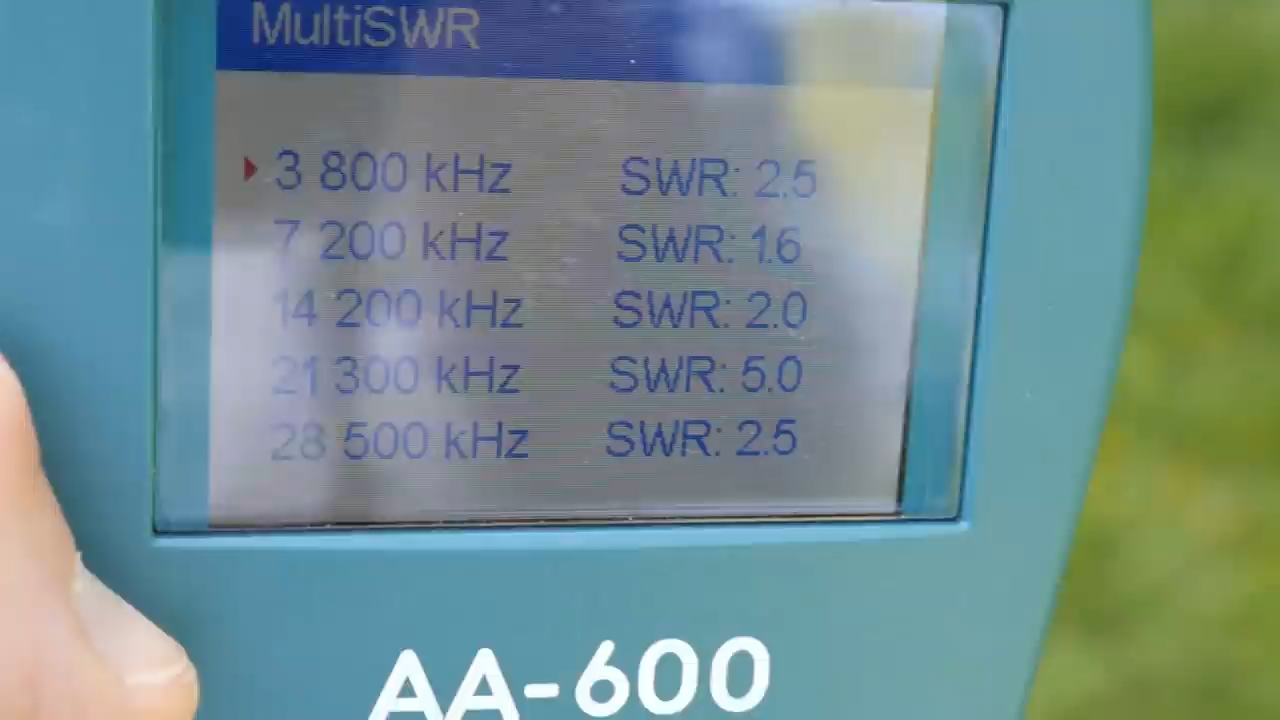 MultiSWR
3 800 kHz SWR: 2.5
7 200 kHz SWR: 1.6
14 200 kHz SWR: 2.0
21 300 kHz SWR: 5.0
28 500 kHz SWR: 2.5
AA-600